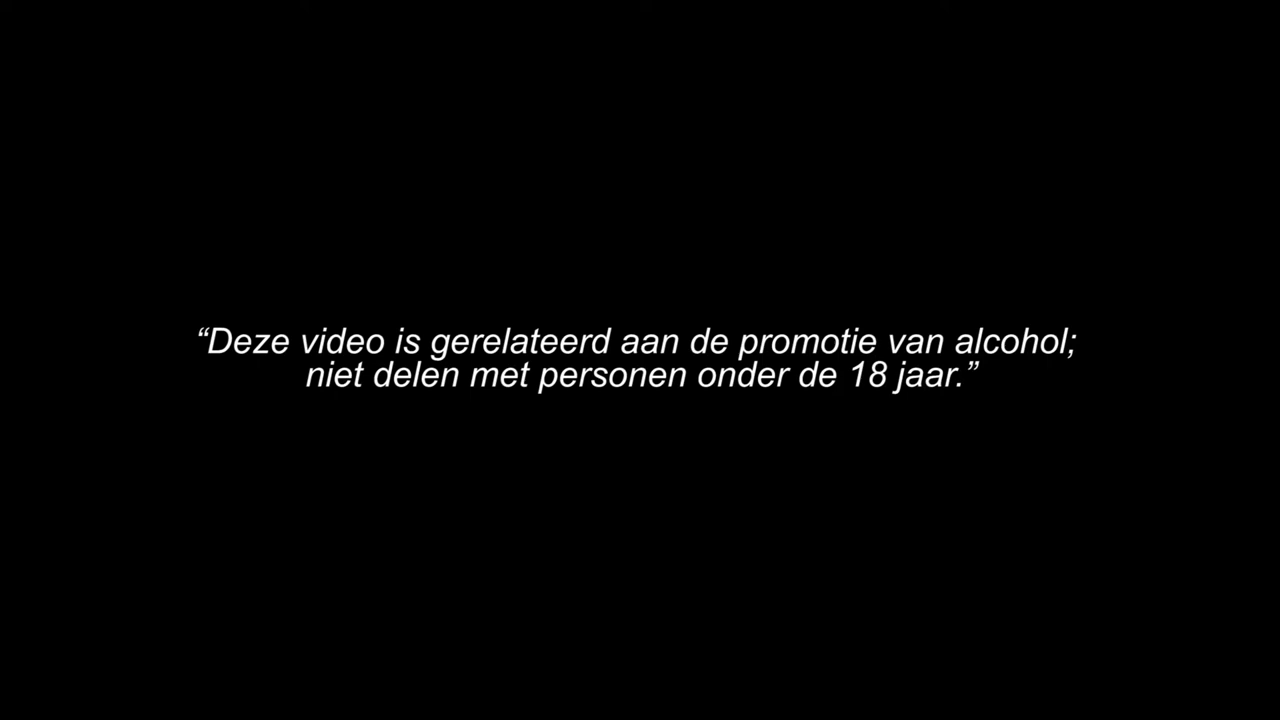 “Deze video is gerelateerd aan de promotie van alcohol;
niet delen met personen onder de 18 jaar.”